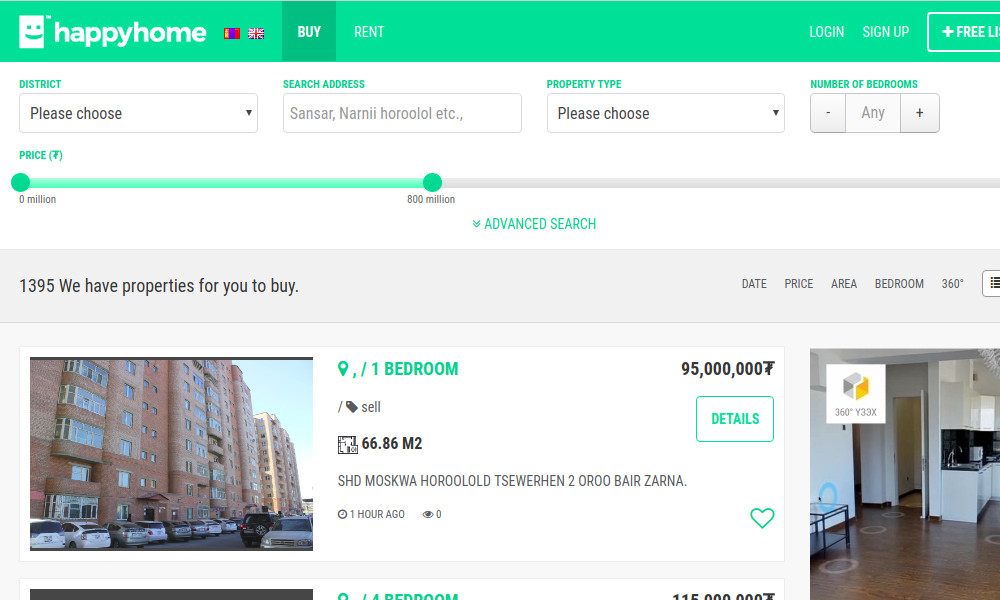 happyhome™
BUY
RENT
LOGIN
SIGN UP
+ FREE
DISTRICT
SEARCH ADDRESS
PROPERTY TYPE
NUMBER OF BEDROOMS
Please choose
Sansar, Narnii horoolol etc.,
Please choose
- Any +
PRICE (₮)
0 million
800 million
ADVANCED SEARCH
1395 We have properties for you to buy.
DATE
PRICE
AREA
BEDROOM
360°
, / 1 BEDROOM
95,000,000₮
/ sell
DETAILS
66.86 M2
SHD MOSKWA HOROOLOLD TSEWERHEN 2 OROO BAIR ZARNA.
1 HOUR AGO
0
360° ҮЗЭХ
, / 4 BEDROOM
115,000,000₮